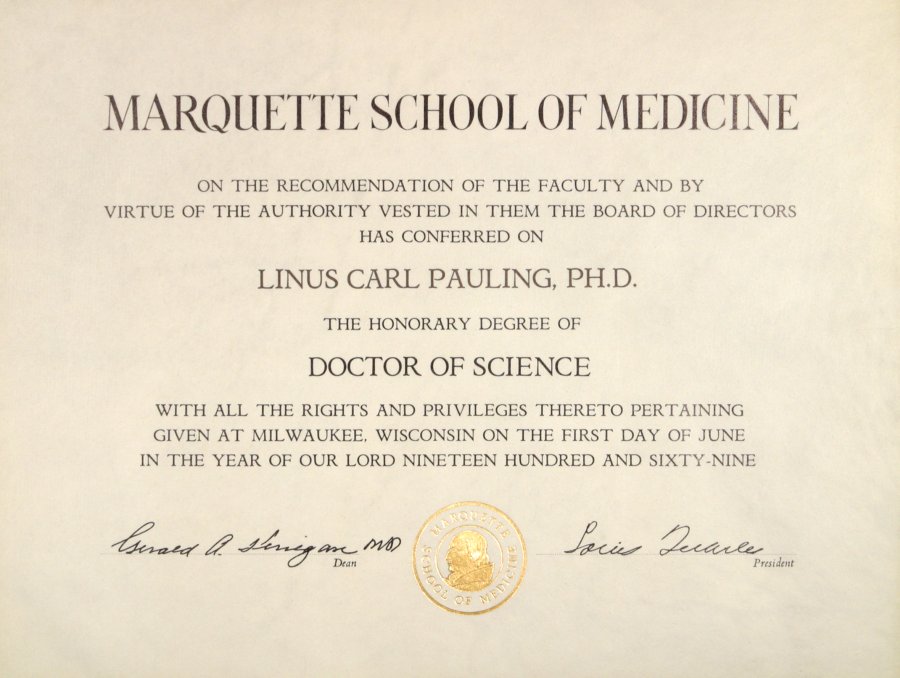 MARQUETTE SCHOOL OF MEDICINE
ON THE RECOMMENDATION OF THE FACULTY AND BY
VIRTUE OF THE AUTHORITY VESTED IN THEM THE BOARD OF DIRECTORS
HAS CONFERRED ON
LINUS CARL PAULING, PH.D.
THE HONORARY DEGREE OF
DOCTOR OF SCIENCE
WITH ALL THE RIGHTS AND PRIVILEGES THERETO PERTAINING
GIVEN AT MILWAUKEE, WISCONSIN ON THE FIRST DAY OF JUNE
IN THE YEAR OF OUR LORD NINETEEN HUNDRED AND SIXTY-NINE
Gerald A. MD
Dean
MARQUETTE SCHOOL OF MEDICINE
Louis
President